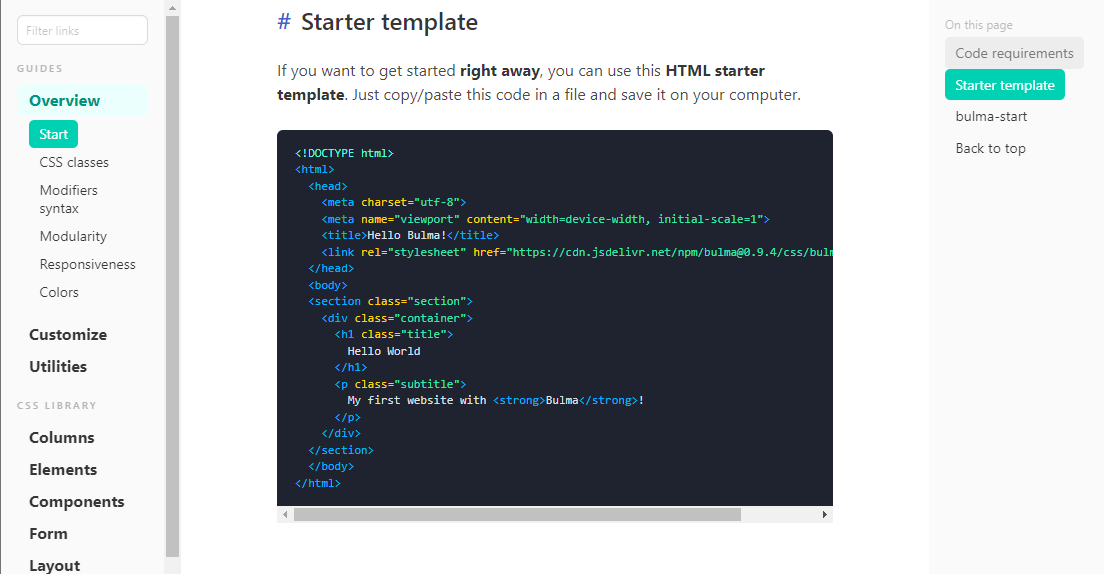 Filter links
GUIDES
Overview
Start
CSS classes
Modifiers
syntax
Modularity
Responsiveness
Colors
Customize
Utilities
CSS LIBRARY
Columns
Elements
Components
Form
Layout
# Starter template
If you want to get started right away, you can use this HTML starter
template. Just copy/paste this code in a file and save it on your computer.
<!DOCTYPE html>
<html>
  <head>
    <meta charset="utf-8">
    <meta name="viewport" content="width=device-width, initial-scale=1">
    <title>Hello Bulma!</title>
    <link rel="stylesheet" href="https://cdn.jsdelivr.net/npm/bulma@0.9.4/css/bulm
  </head>
  <body>
  <section class="section">
    <div class="container">
      <h1 class="title">
        Hello World
      </h1>
      <p class="subtitle">
        My first website with <strong>Bulma</strong>!
      </p>
    </div>
  </section>
  </body>
</html>
On this page
Code requirements
Starter template
bulma-start
Back to top